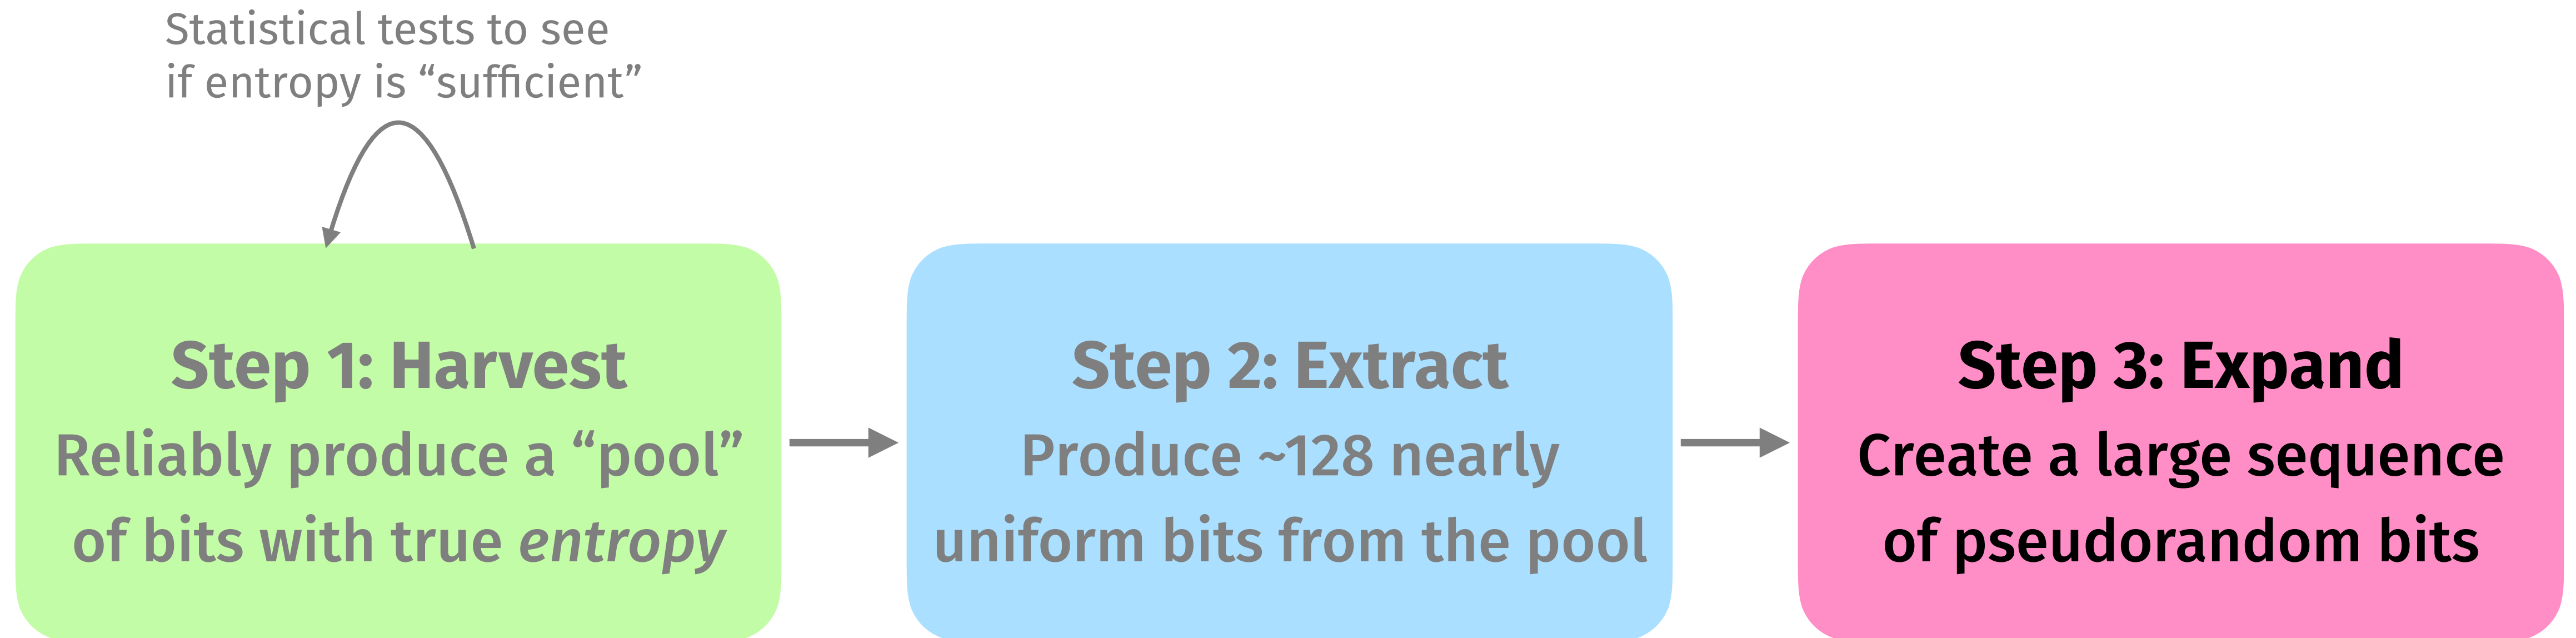 Statistical tests to see
if entropy is “sufficient”
Step 1: Harvest
Reliably produce a “pool”
of bits with true entropy
Step 2: Extract
Produce ~128 nearly
uniform bits from the pool
Step 3: Expand
Create a large sequence
of pseudorandom bits